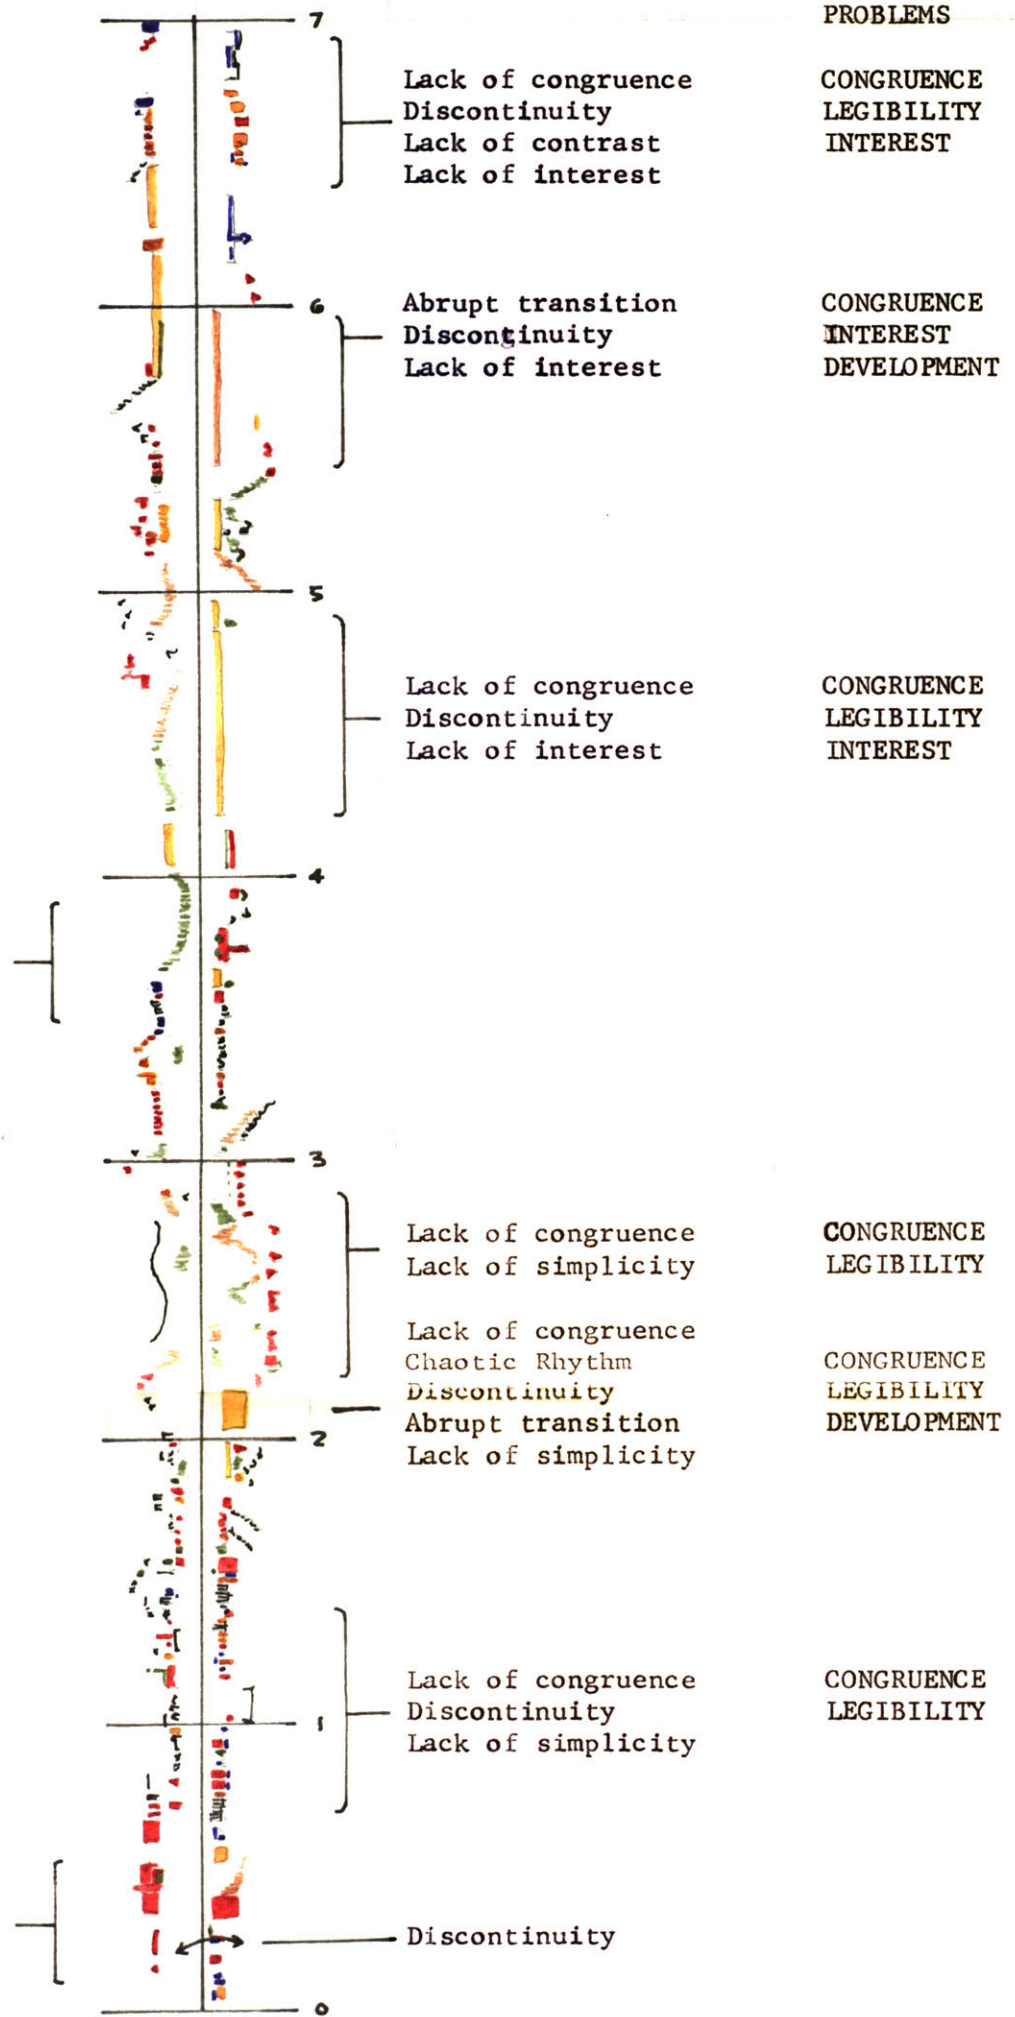 PROBLEMS
7
Lack of congruence CONGRUENCE
Discontinuity LEGIBILITY
Lack of contrast INTEREST
Lack of interest
6 Abrupt transition CONGRUENCE
Discontinuity INTEREST
Lack of interest DEVELOPMENT
5
Lack of congruence CONGRUENCE
Discontinuity LEGIBILITY
Lack of interest INTEREST
4
3
Lack of congruence CONGRUENCE
Lack of simplicity LEGIBILITY
Lack of congruence
Chaotic Rhythm CONGRUENCE
Discontinuity LEGIBILITY
Abrupt transition DEVELOPMENT
2
Lack of simplicity
Lack of congruence CONGRUENCE
Discontinuity LEGIBILITY
1
Lack of simplicity
Discontinuity
0